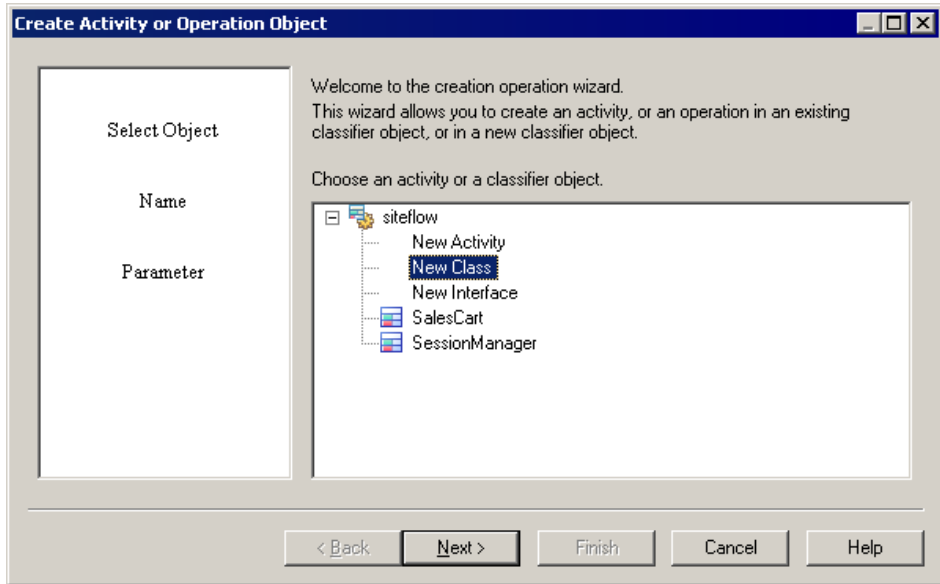 Create Activity or Operation Object
Select Object
Name
Parameter
Welcome to the creation operation wizard.
This wizard allows you to create an activity, or an operation in an existing
classifier object, or in a new classifier object.
Choose an activity or a classifier object.
siteflow
New Activity
New Class
New Interface
SalesCart
SessionManager
< Back
Next >
Finish
Cancel
Help